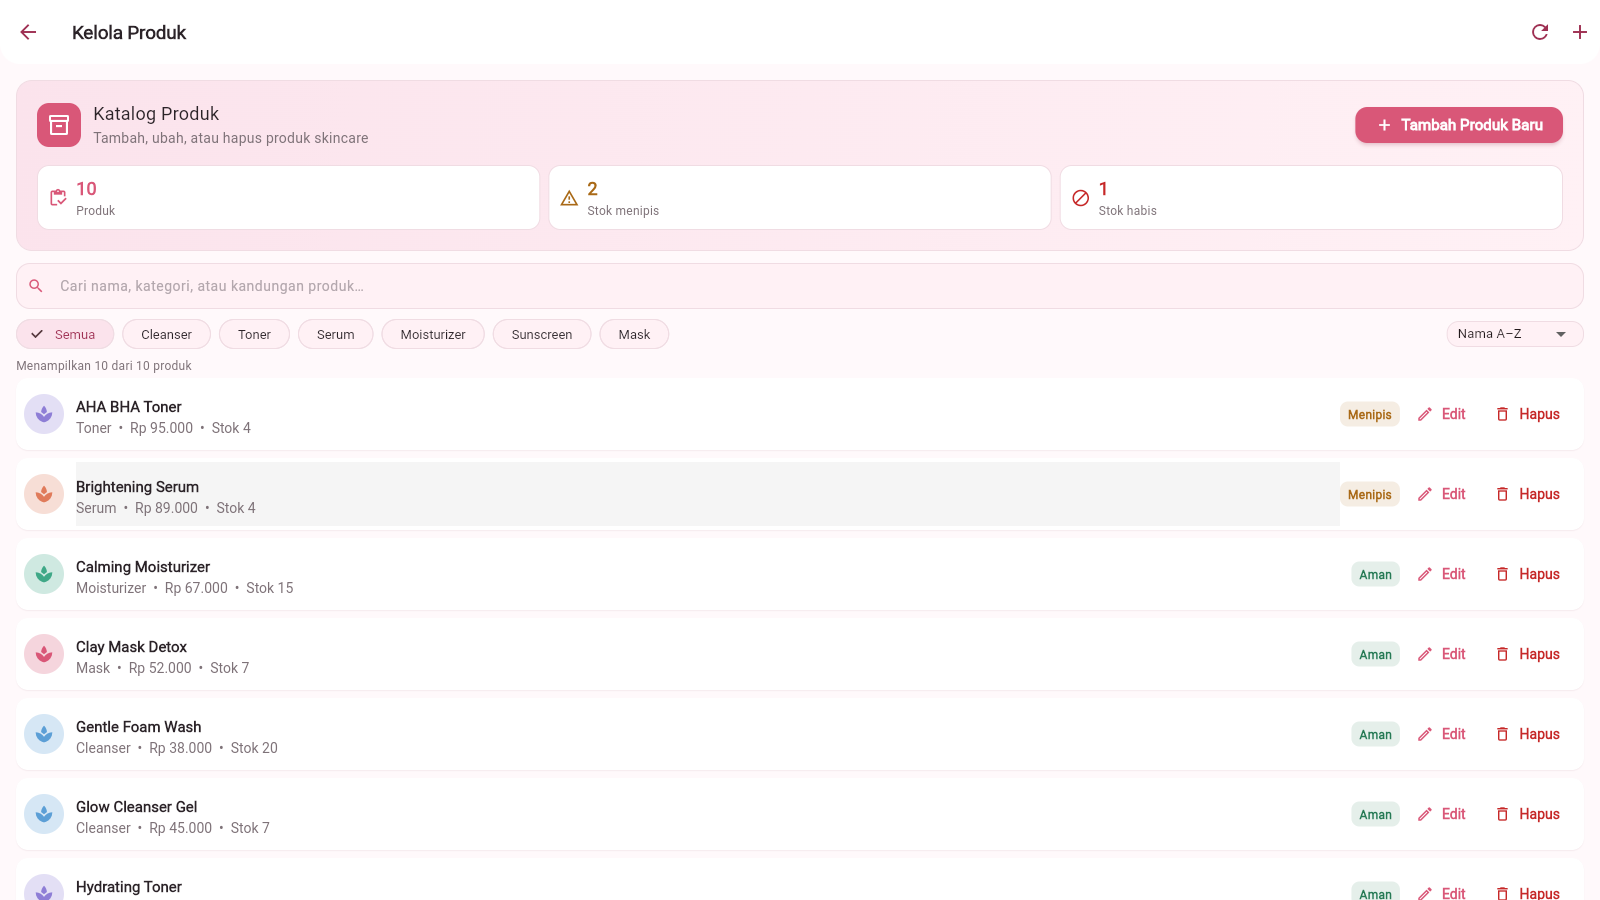 Kelola Produk
Katalog Produk
Tambah, ubah, atau hapus produk skincare
Tambah Produk Baru
10
Produk
2
Stok menipis
1
Stok habis
Cari nama, kategori, atau kandungan produk...
Semua
Cleanser
Toner
Serum
Moisturizer
Sunscreen
Mask
Nama A–Z
Menampilkan 10 dari 10 produk
AHA BHA Toner
Toner • Rp 95.000 • Stok 4
Menipis
Edit
Hapus
Brightening Serum
Serum • Rp 89.000 • Stok 4
Menipis
Edit
Hapus
Calming Moisturizer
Moisturizer • Rp 67.000 • Stok 15
Aman
Edit
Hapus
Clay Mask Detox
Mask • Rp 52.000 • Stok 7
Aman
Edit
Hapus
Gentle Foam Wash
Cleanser • Rp 38.000 • Stok 20
Aman
Edit
Hapus
Glow Cleanser Gel
Cleanser • Rp 45.000 • Stok 7
Aman
Edit
Hapus
Hydrating Toner
Aman
Edit
Hapus